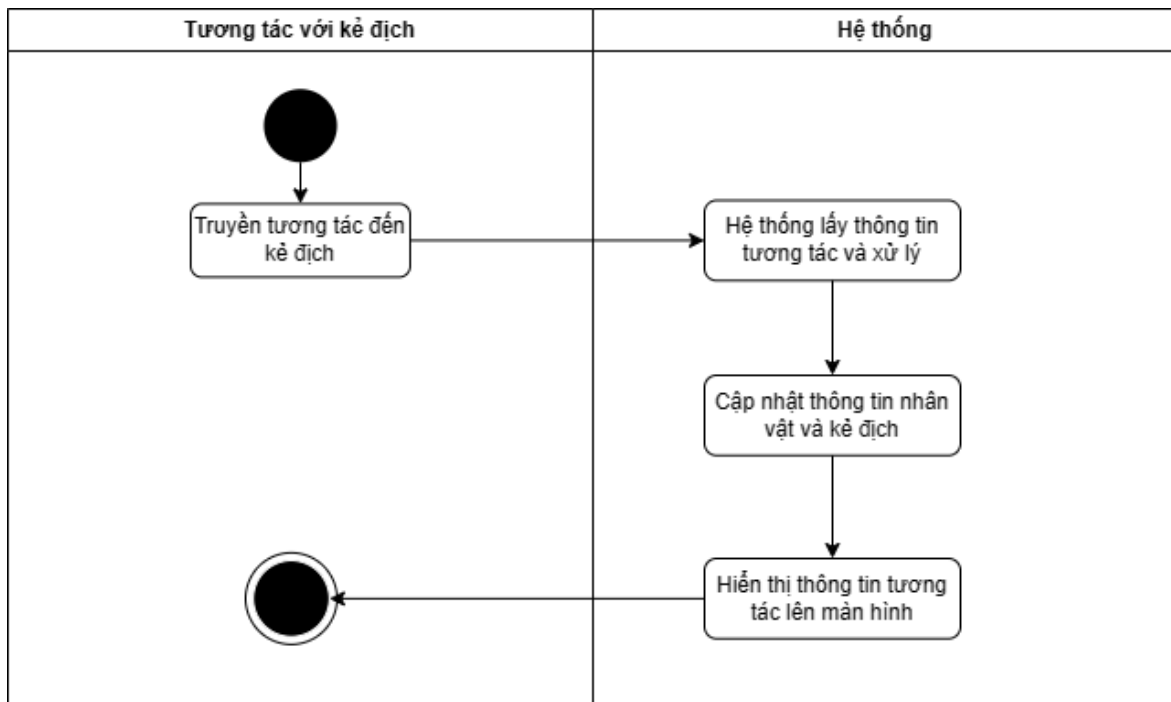 Tương tác với kẻ địch
Hệ thống
Truyền tương tác đến
kẻ địch
Hệ thống lấy thông tin
tương tác và xử lý
Cập nhật thông tin nhân
vật và kẻ địch
Hiển thị thông tin tương
tác lên màn hình